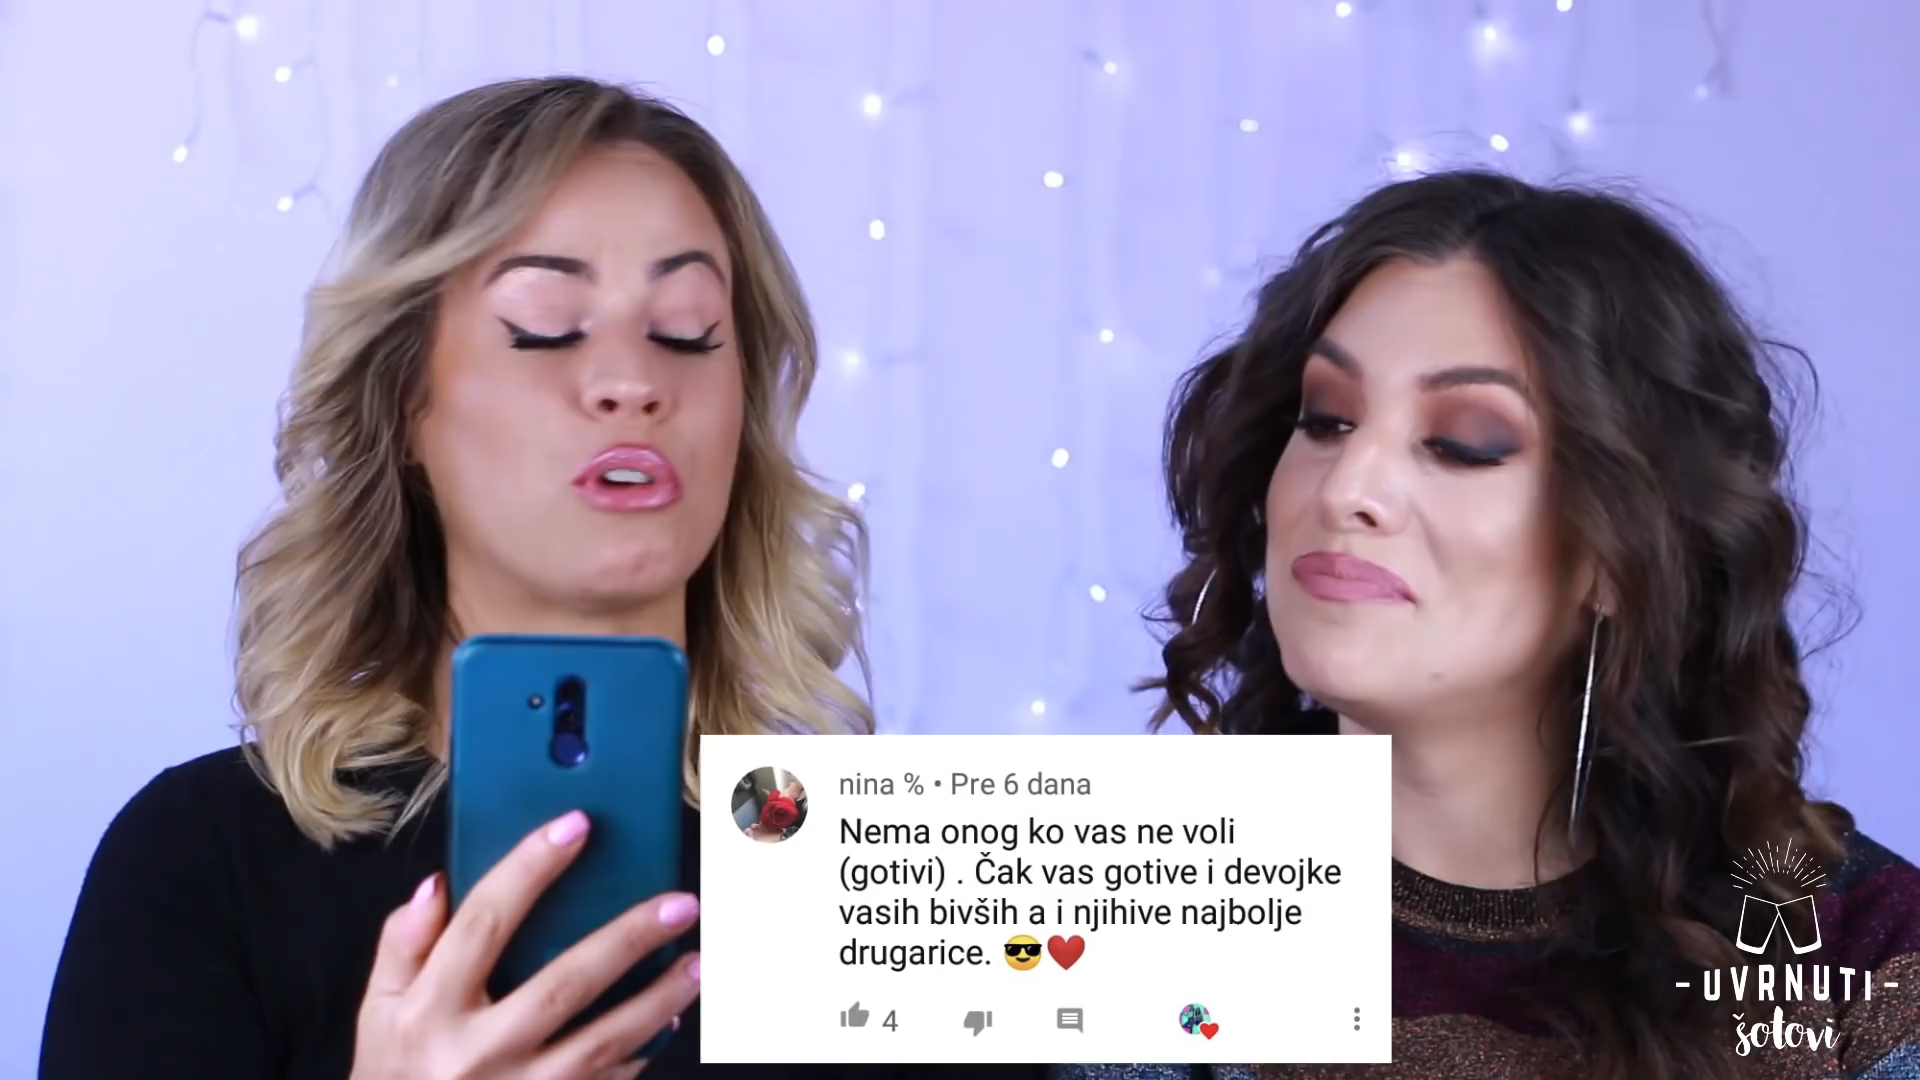 nina % • Pre 6 dana
Nema onog ko vas ne voli
(gotivi) . Čak vas gotive i devojke
vasih bivših a i njihive najbolje
drugarice. 😎❤️
4
- UVRNUTI -
šotovi